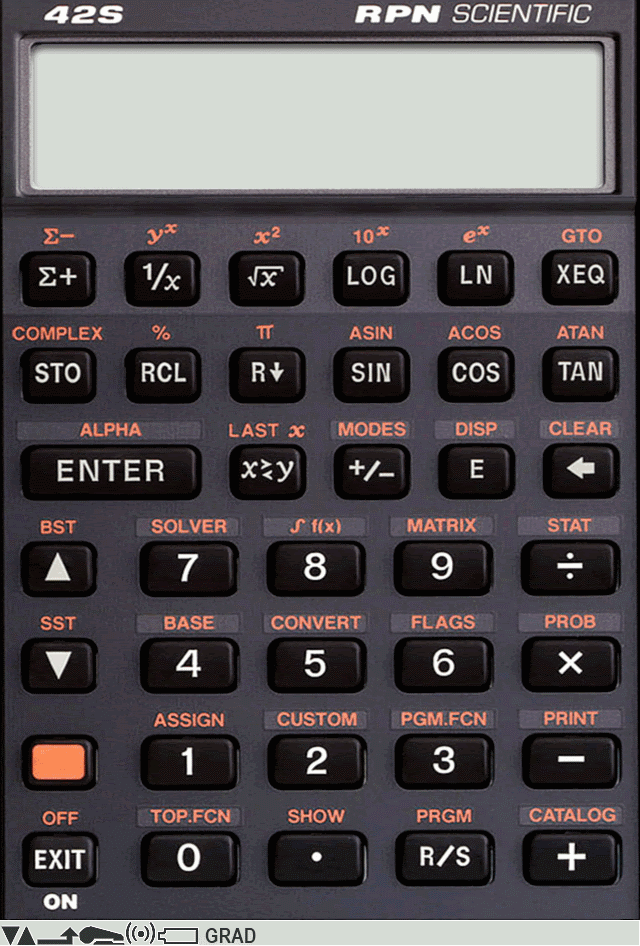 42S RPN SCIENTIFIC
Σ− yˣ x² 10ˣ eˣ GTO
Σ+ 1/x √x LOG LN XEQ
COMPLEX % π ASIN ACOS ATAN
STO RCL R↓ SIN COS TAN
ALPHA LAST x MODES DISP CLEAR
ENTER x≷y +/− E ←
BST SOLVER ∫f(x) MATRIX STAT
▲ 7 8 9 ÷
SST BASE CONVERT FLAGS PROB
▼ 4 5 6 ×
ASSIGN CUSTOM PGM.FCN PRINT
1 2 3 −
OFF TOP.FCN SHOW PRGM CATALOG
EXIT 0 . R/S +
ON
▼▲ GRAD